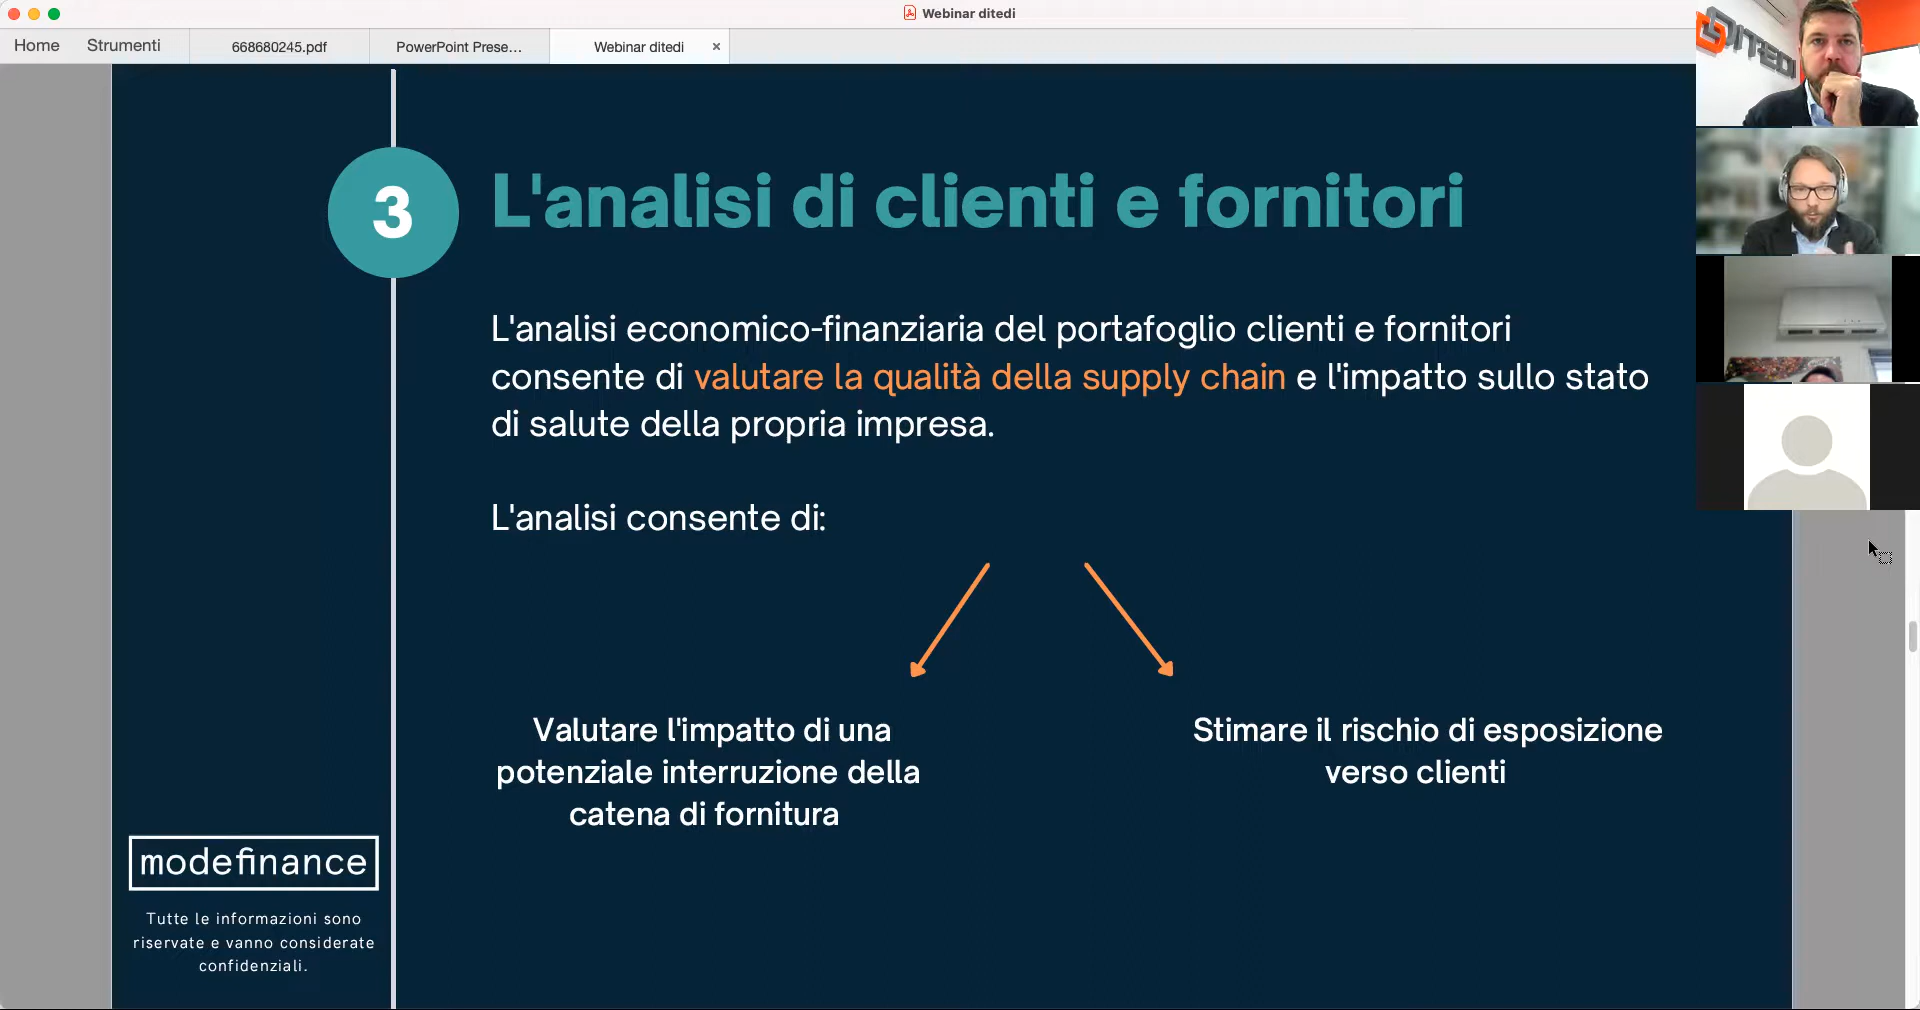 Webinar ditedi
Home
Strumenti
668680245.pdf
PowerPoint Prese...
Webinar ditedi
×
DITEDI
3
L'analisi di clienti e fornitori
L'analisi economico-finanziaria del portafoglio clienti e fornitori
consente di valutare la qualità della supply chain e l'impatto sullo stato
di salute della propria impresa.
L'analisi consente di:
Valutare l'impatto di una
potenziale interruzione della
catena di fornitura
Stimare il rischio di esposizione
verso clienti
modefinance
Tutte le informazioni sono
riservate e vanno considerate
confidenziali.